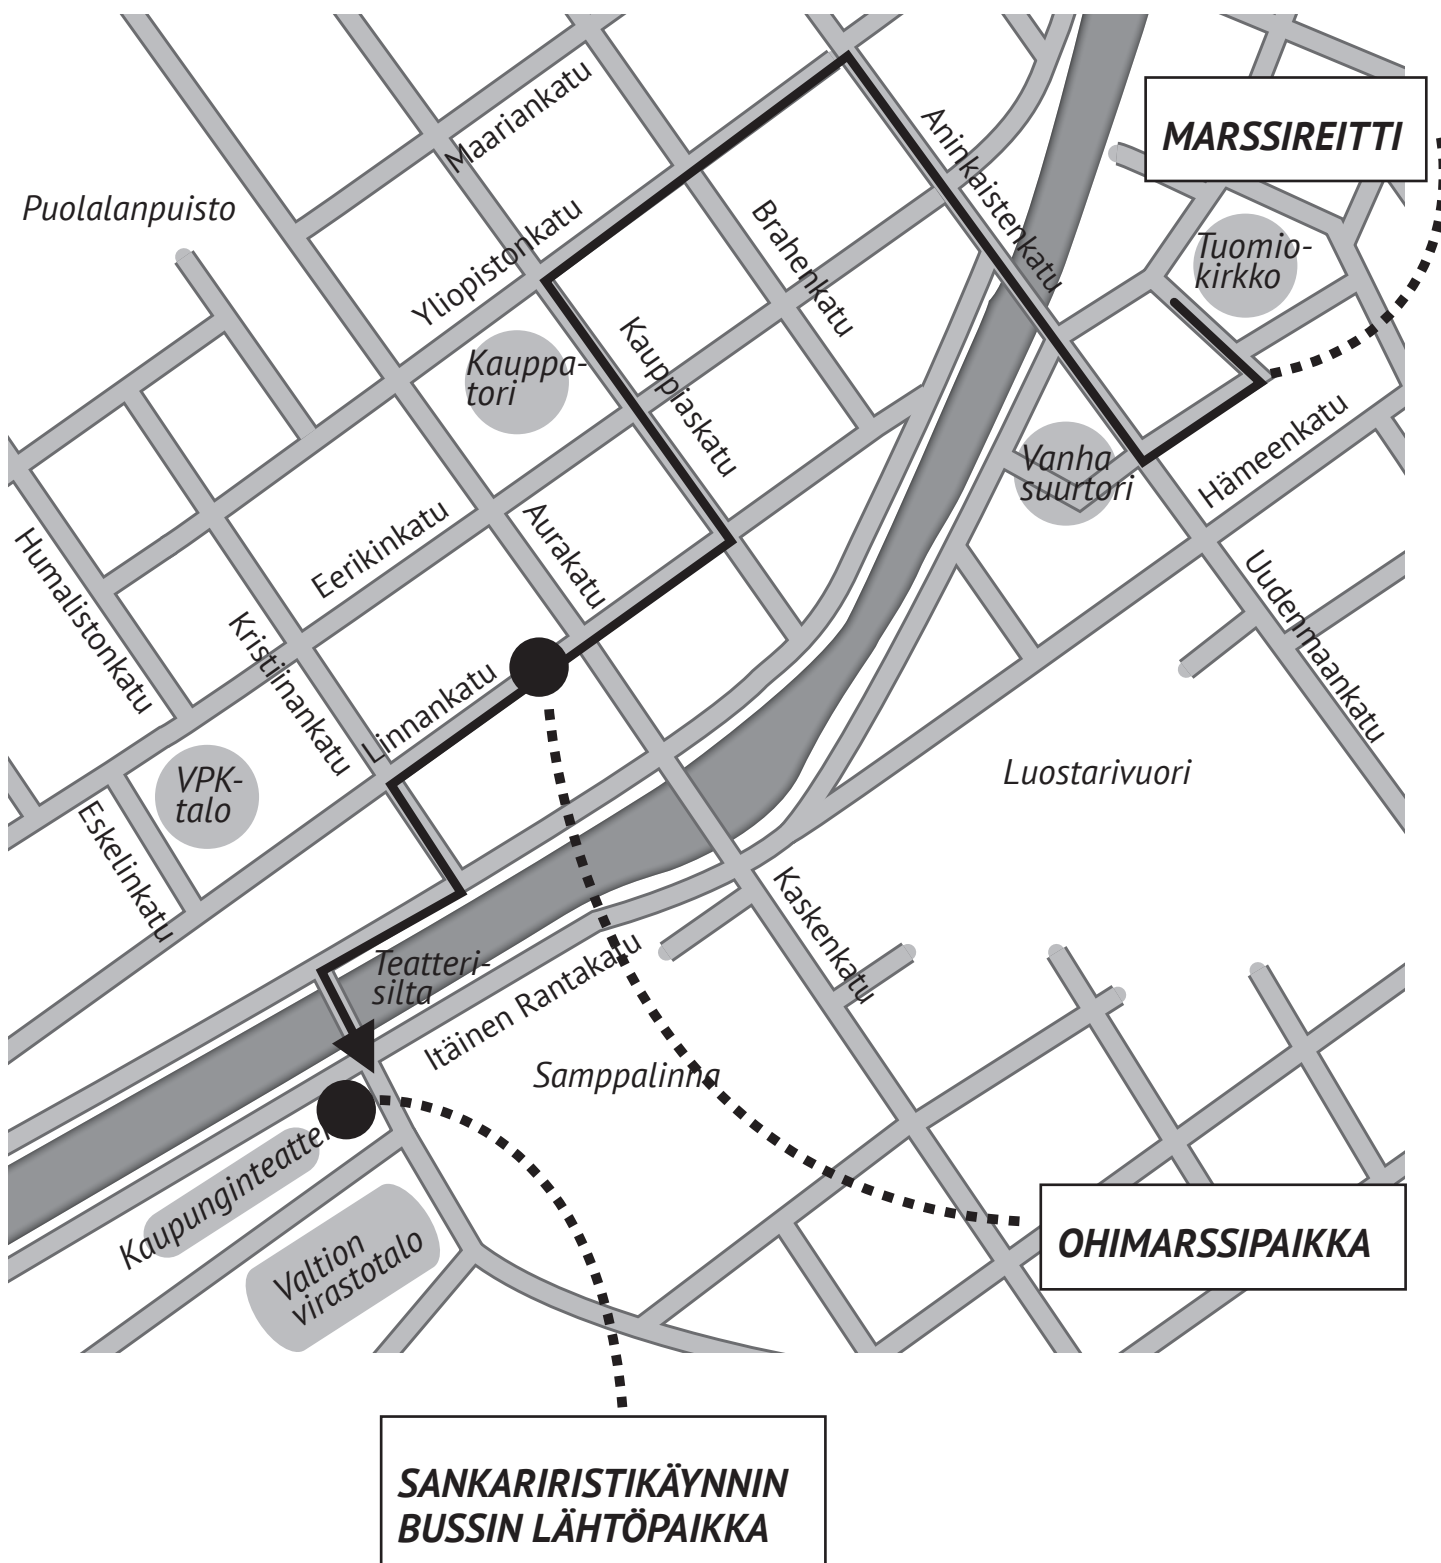 Maariankatu
MARSSIREITTI
Puolalanpuisto
Aninkaistenkatu
Yliopistonkatu
Brahenkatu
Tuomio-
kirkko
Kauppa-
tori
Kauppiaskatu
Hämeenkatu
Vanha
suurtori
Humalistonkatu
Eerikinkatu
Aurakatu
Uudenmaankatu
Kristiinankatu
Linnankatu
VPK-
talo
Luostarivuori
Eskelinkatu
Kaskenkatu
Teatteri-
silta
Itäinen Rantakatu
Samppalinna
Kaupunginteatteri
OHIMARSSIPAIKKA
Valtion
virastotalo
SANKARIRISTIKÄYNNIN
BUSSIN LÄHTÖPAIKKA